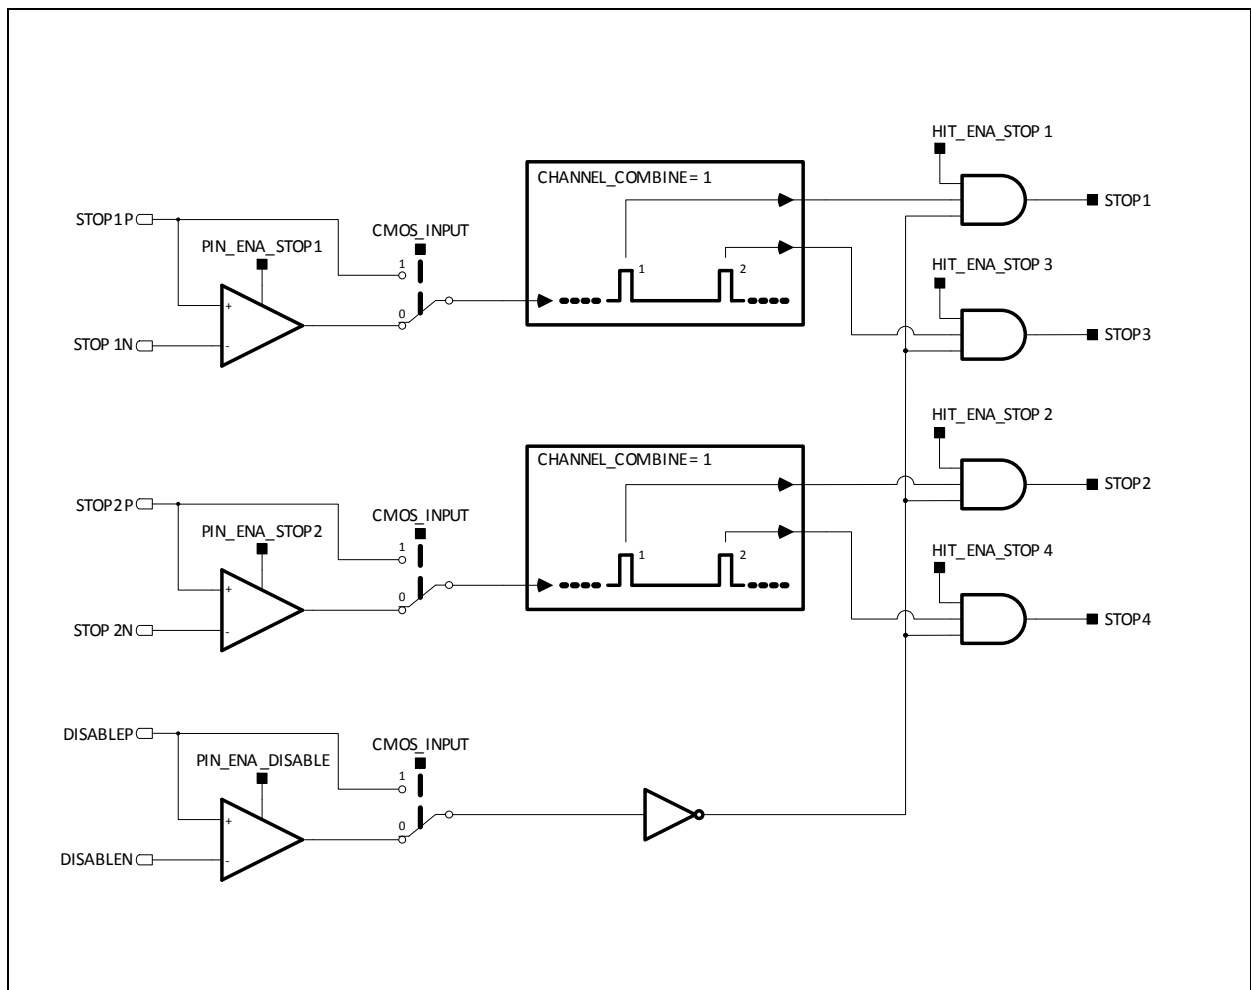 HIT_ENA_STOP 1
CHANNEL_COMBINE= 1
STOP1
STOP1P
CMOS_INPUT
PIN_ENA_STOP1
1
1
2
HIT_ENA_STOP 3
+
0
STOP 1N
-
STOP3
HIT_ENA_STOP 2
CHANNEL_COMBINE= 1
STOP2
STOP2P
CMOS_INPUT
PIN_ENA_STOP2
1
1
2
HIT_ENA_STOP 4
+
0
STOP 2N
-
STOP4
DISABLEP
CMOS_INPUT
PIN_ENA_DISABLE
1
+
0
DISABLEN
-